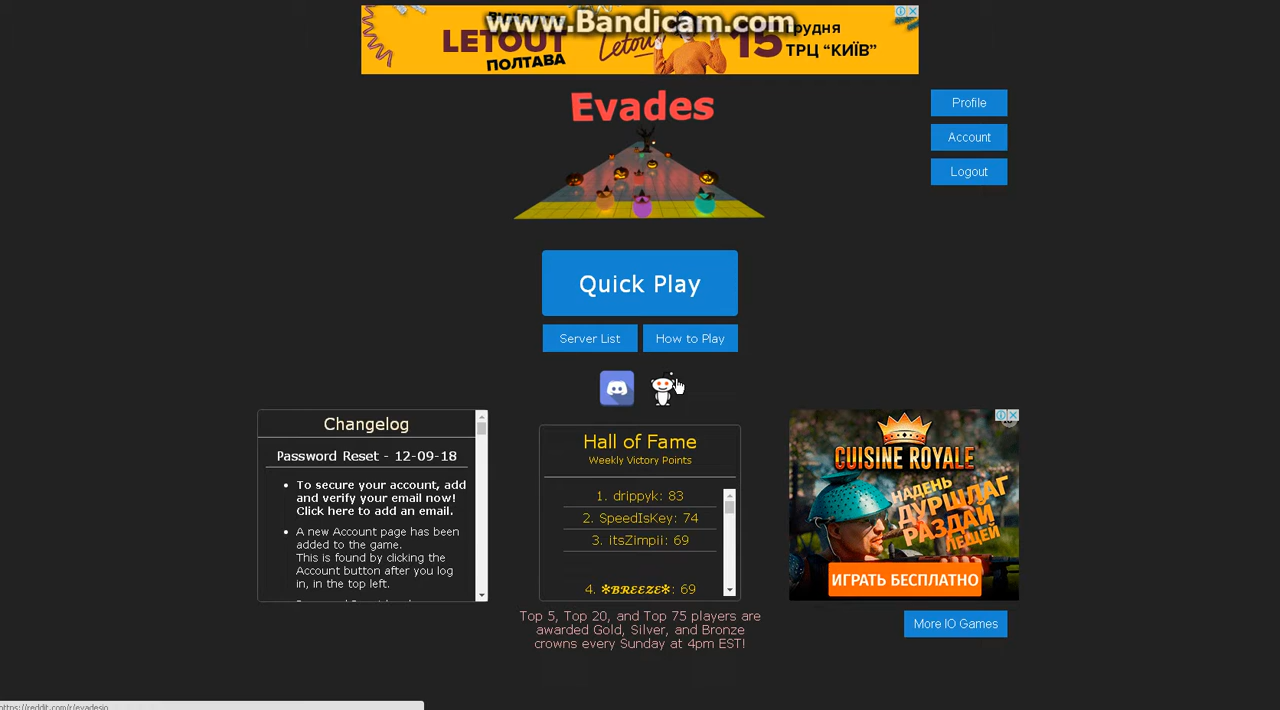 www.Bandicam.com
LETOUT
ПОЛТАВА
Letout
15
грудня
ТРЦ “КИЇВ”
Evades
Profile
Account
Logout
Quick Play
Server List
How to Play
Changelog
Password Reset - 12-09-18
To secure your account, add
and verify your email now!
Click here to add an email.
A new Account page has been
added to the game.
This is found by clicking the
Account button after you log
in, in the top left.
Hall of Fame
Weekly Victory Points
1. drippyk: 83
2. SpeedIsKey: 74
3. itsZimpii: 69
4. ✻𝓑𝓡𝓔𝓔𝓩𝓔✻: 69
Top 5, Top 20, and Top 75 players are
awarded Gold, Silver, and Bronze
crowns every Sunday at 4pm EST!
CUISINE ROYALE
НАДЕНЬ
ДУРШЛАГ
РАЗДАЙ
ЛЕЩЕЙ
ИГРАТЬ БЕСПЛАТНО
More IO Games
https://reddit.com/r/evadesio